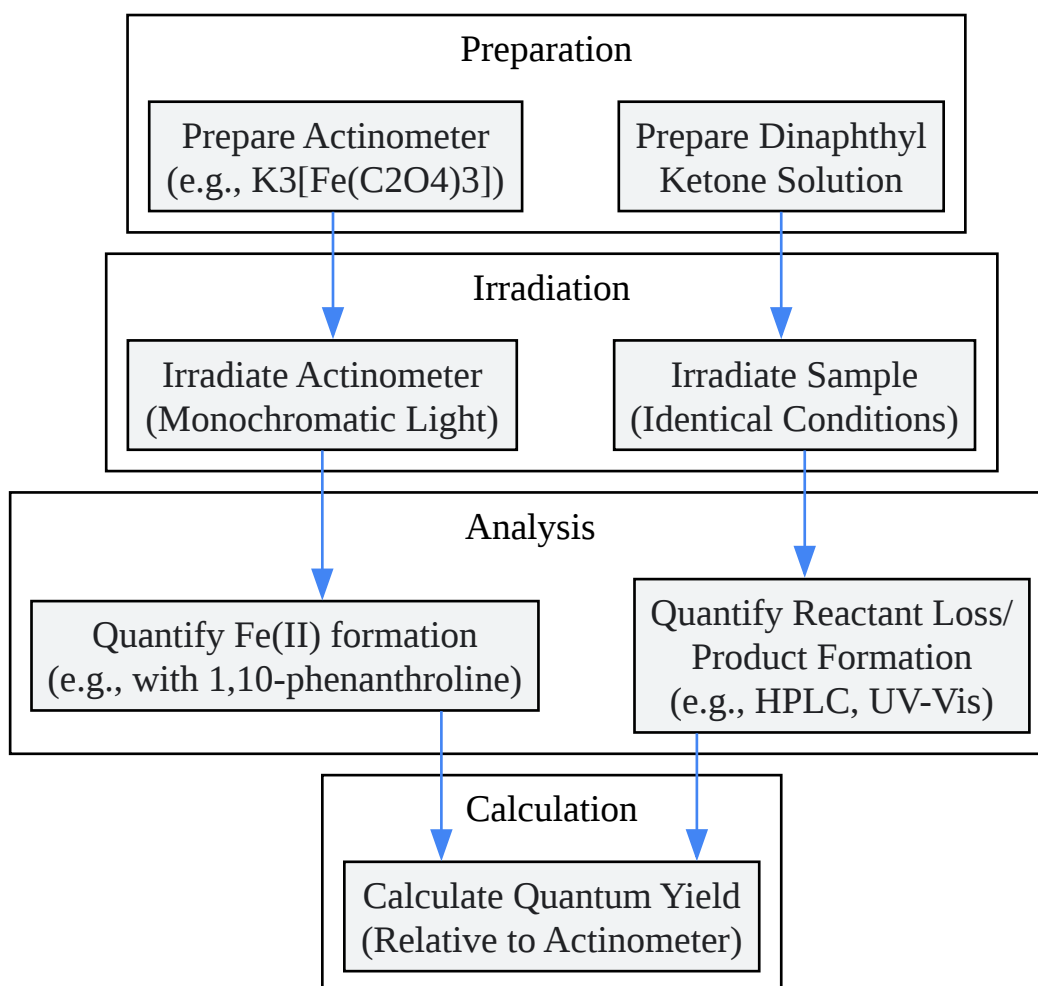 Preparation
Prepare Actinometer
(e.g., K3[Fe(C2O4)3])
Prepare Dinaphthyl
Ketone Solution
Irradiation
Irradiate Actinometer
(Monochromatic Light)
Irradiate Sample
(Identical Conditions)
Analysis
Quantify Fe(II) formation
(e.g., with 1,10-phenanthroline)
Quantify Reactant Loss/
Product Formation
(e.g., HPLC, UV-Vis)
Calculation
Calculate Quantum Yield
(Relative to Actinometer)